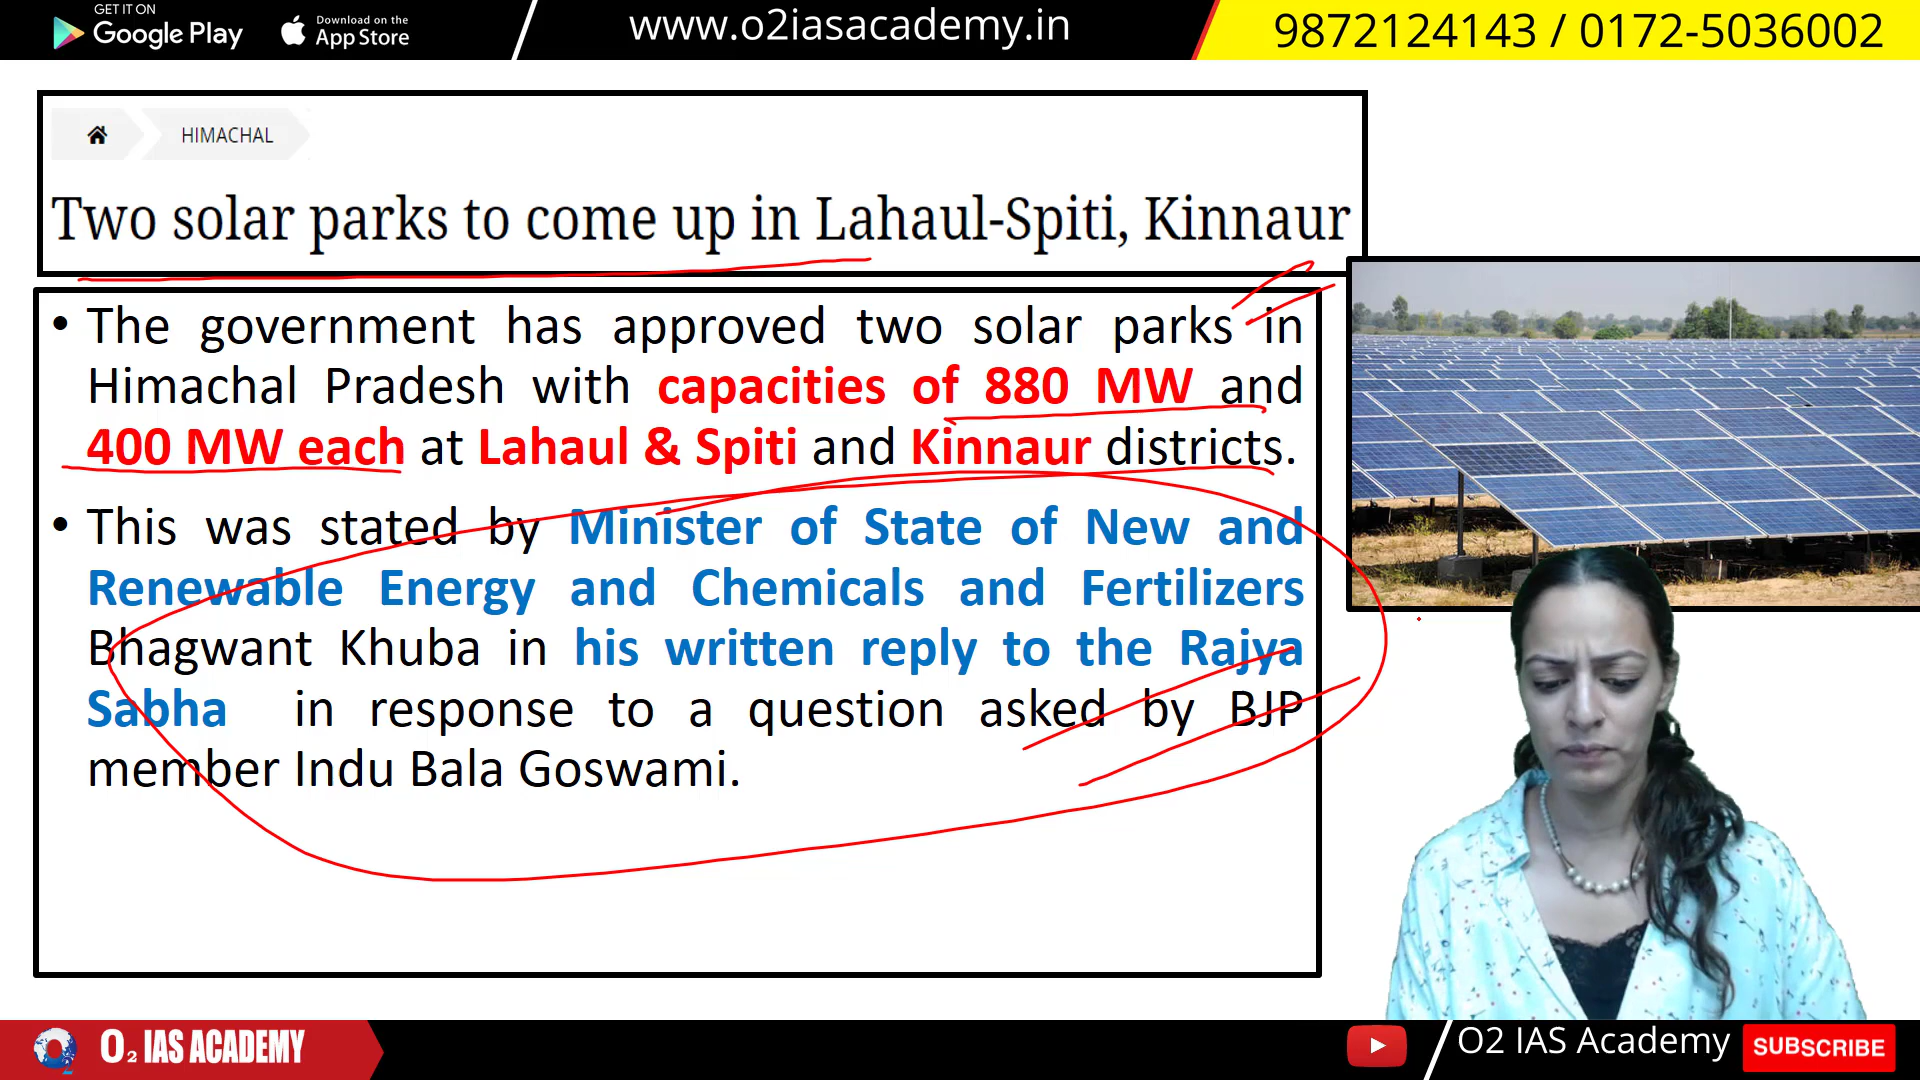 GET IT ON
Google Play
Download on the
App Store
www.o2iasacademy.in
9872124143 / 0172-5036002
HIMACHAL
Two solar parks to come up in Lahaul-Spiti, Kinnaur
• The government has approved two solar parks in
Himachal Pradesh with capacities of 880 MW and
400 MW each at Lahaul & Spiti and Kinnaur districts.
• This was stated by Minister of State of New and
Renewable Energy and Chemicals and Fertilizers
Bhagwant Khuba in his written reply to the Rajya
Sabha in response to a question asked by BJP
member Indu Bala Goswami.
O2 IAS ACADEMY
O2 IAS Academy
SUBSCRIBE